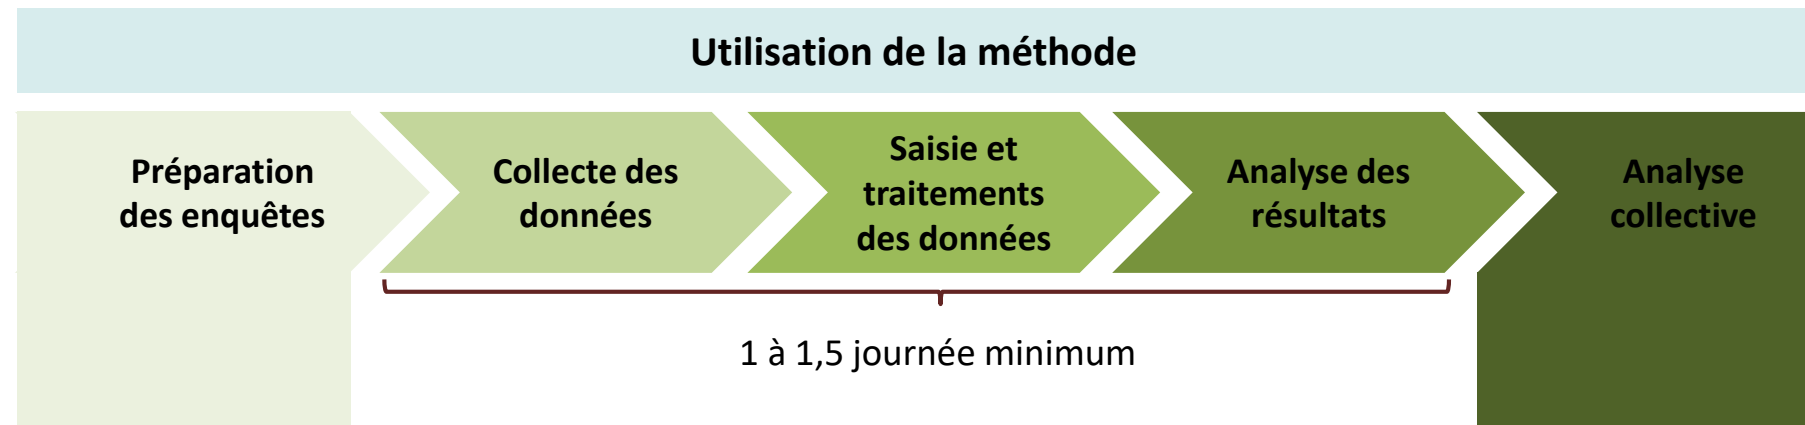 Utilisation de la méthode
Préparation
des enquêtes
Collecte des
données
Saisie et
traitements
des données
Analyse des
résultats
Analyse
collective
1 à 1,5 journée minimum